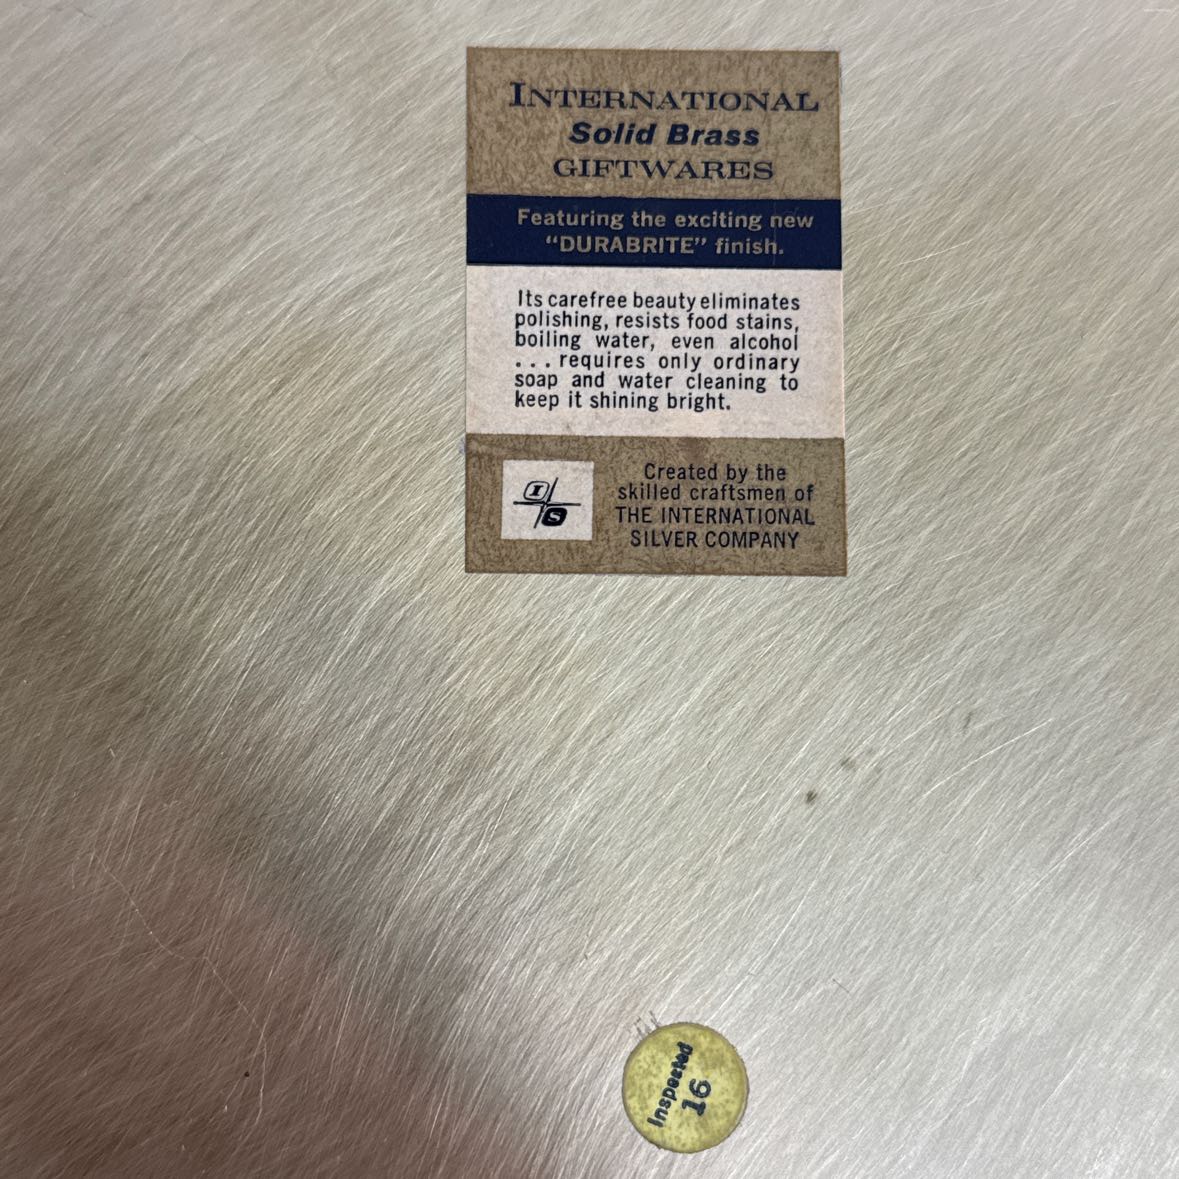 INTERNATIONAL
Solid Brass
GIFTWARES
Featuring the exciting new
“DURABRITE” finish.
Its carefree beauty eliminates
polishing, resists food stains,
boiling water, even alcohol
...requires only ordinary
soap and water cleaning to
keep it shining bright.
I
S
Created by the
skilled craftsmen of
THE INTERNATIONAL
SILVER COMPANY
Inspected
16